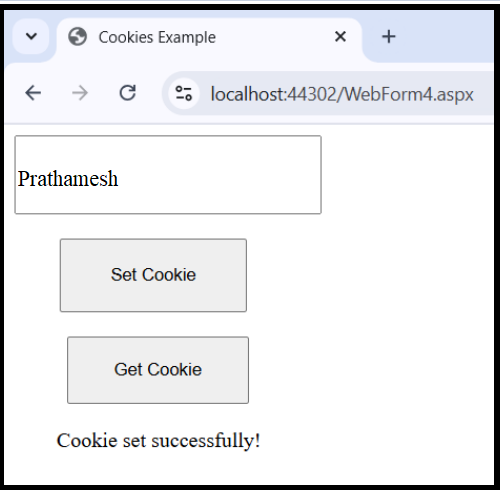 Cookies Example
localhost:44302/WebForm4.aspx
Prathamesh
Set Cookie
Get Cookie
Cookie set successfully!